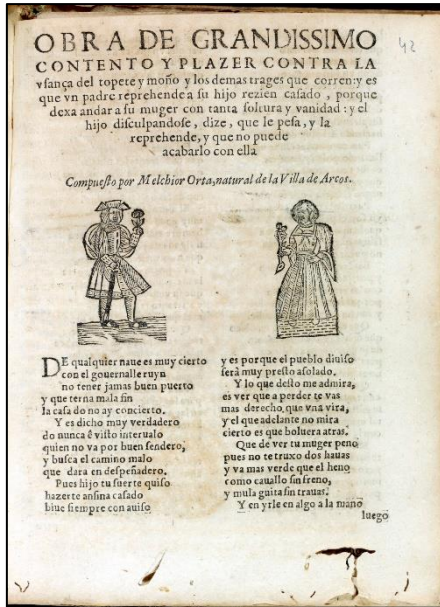 42
OBRA DE GRANDISSIMO
CONTENTO Y PLAZER CONTRA LA
vsança del topete y moño y los demas trages que corren: y es
que vn padre reprehende a su hijo rezien casado, porque
dexa andar a su muger con tanta soltura y vanidad: y el
hijo disculpandose, dize, que le pesa, y la
reprehende, y que no puede
acabarlo con ella
Compuesto por Melchior Orta, natural de la Villa de Arcos.
DE qualquier naue es muy cierto
con el gouernalle ruyn
no tener jamas buen puerto
y que terna mala fin
la casa do no ay concierto.
Y es dicho muy verdadero
do nunca é visto interualo
quien no va por buen sendero,
y busca el camino malo
que dara en despeñadero.
Pues hijo tu suerte quiso
hazerte ansina casado
biue siempre con auiso
y es porque el pueblo diuiso
serà muy presto asolado.
Y lo que desto me admira,
es ver que a perder te vas
mas derecho, que vna vira,
y el que adelante no mira
cierto es que boluera atras.
Que de ver tu muger peno
pues no te truxo dos hauas
y va mas verde que el heno
como cauallo sin freno,
y mula guita sin trauas.
Y en yrle en algo a la mano
luego